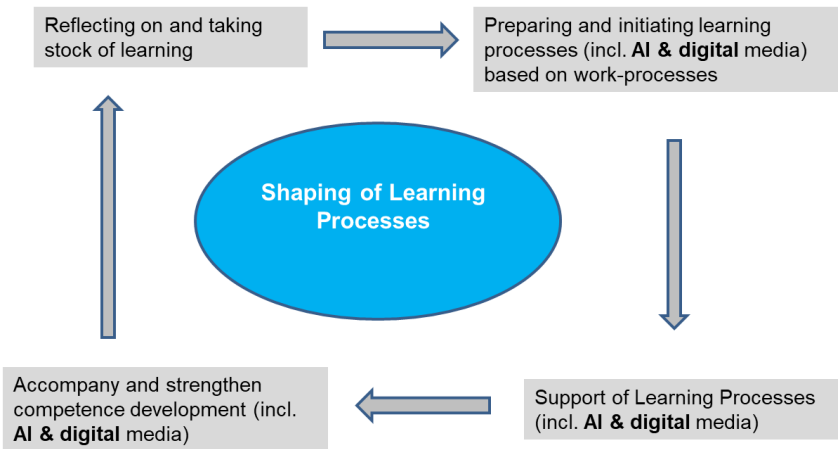 Reflecting on and taking
stock of learning
Preparing and initiating learning
processes (incl. AI & digital media)
based on work-processes
Shaping of Learning
Processes
Accompany and strengthen
competence development (incl.
AI & digital media)
Support of Learning Processes
(incl. AI & digital media)